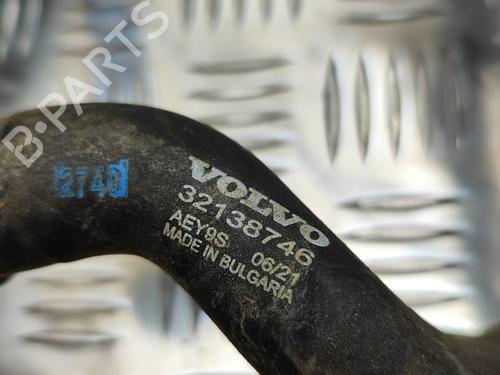 B-PARTS
2740
VOLVO
32138746
AEY9S 06/21
MADE IN BULGARIA